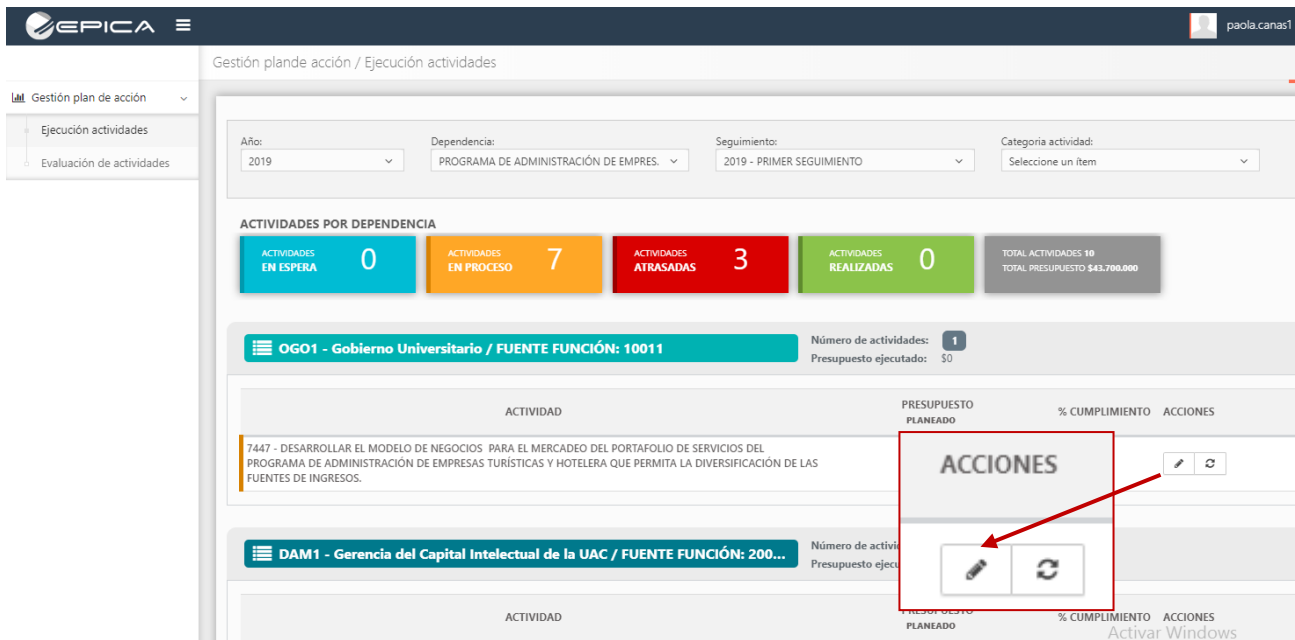 EPICA
paola.canas1
Gestión plande acción / Ejecución actividades
Gestión plan de acción
Ejecución actividades
Evaluación de actividades
Año:
Dependencia:
Seguimiento:
Categoria actividad:
2019
PROGRAMA DE ADMINISTRACIÓN DE EMPRES.
2019 - PRIMER SEGUIMIENTO
Seleccione un ítem
ACTIVIDADES POR DEPENDENCIA
ACTIVIDADES
EN ESPERA
0
ACTIVIDADES
EN PROCESO
7
ACTIVIDADES
ATRASADAS
3
ACTIVIDADES
REALIZADAS
0
TOTAL ACTIVIDADES 10
TOTAL PRESUPUESTO $43.700.000
OGO1 - Gobierno Universitario / FUENTE FUNCIÓN: 10011
Número de actividades: 1
Presupuesto ejecutado: $0
ACTIVIDAD
PRESUPUESTO
PLANEADO
% CUMPLIMIENTO
ACCIONES
7447 - DESARROLLAR EL MODELO DE NEGOCIOS PARA EL MERCADEO DEL PORTAFOLIO DE SERVICIOS DEL
PROGRAMA DE ADMINISTRACIÓN DE EMPRESAS TURÍSTICAS Y HOTELERA QUE PERMITA LA DIVERSIFICACIÓN DE LAS
FUENTES DE INGRESOS.
ACCIONES
DAM1 - Gerencia del Capital Intelectual de la UAC / FUENTE FUNCIÓN: 200...
Número de activi
Presupuesto ejecu
ACTIVIDAD
PRESUPUESTO
PLANEADO
% CUMPLIMIENTO
ACCIONES
Activar Windows